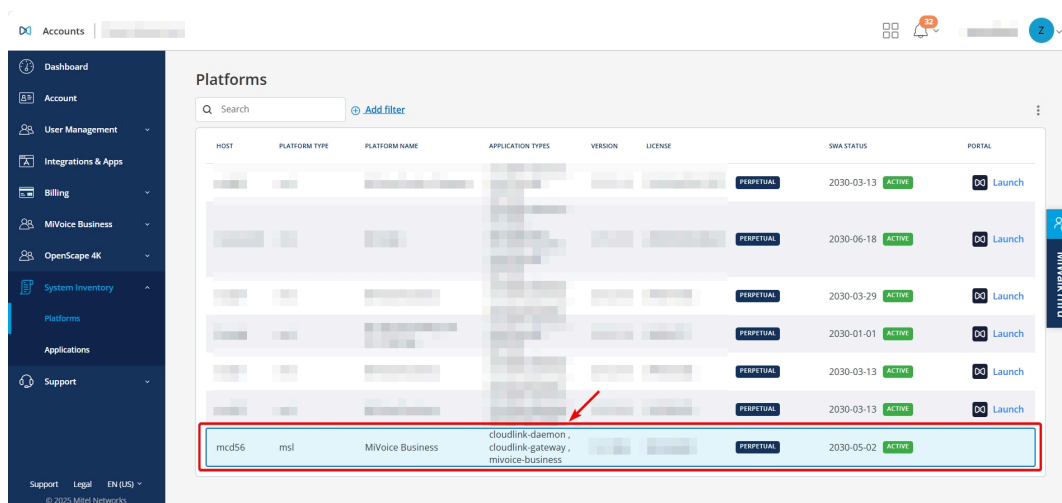 Accounts
32
Z
Dashboard
Account
User Management
Integrations & Apps
Billing
MiVoice Business
OpenScape 4K
System Inventory
Platforms
Applications
Support
Support Legal EN (US)
© 2025 Mitel Networks
Platforms
Search
Add filter
HOST PLATFORM TYPE PLATFORM NAME APPLICATION TYPES VERSION LICENSE SWA STATUS PORTAL
PERPETUAL 2030-03-13 ACTIVE Launch
PERPETUAL 2030-06-18 ACTIVE Launch
PERPETUAL 2030-03-29 ACTIVE Launch
PERPETUAL 2030-01-01 ACTIVE Launch
PERPETUAL 2030-03-13 ACTIVE Launch
PERPETUAL 2030-03-13 ACTIVE Launch
mcd56 msl MiVoice Business cloudlink-daemon , PERPETUAL 2030-05-02 ACTIVE
cloudlink-gateway ,
mivoice-business